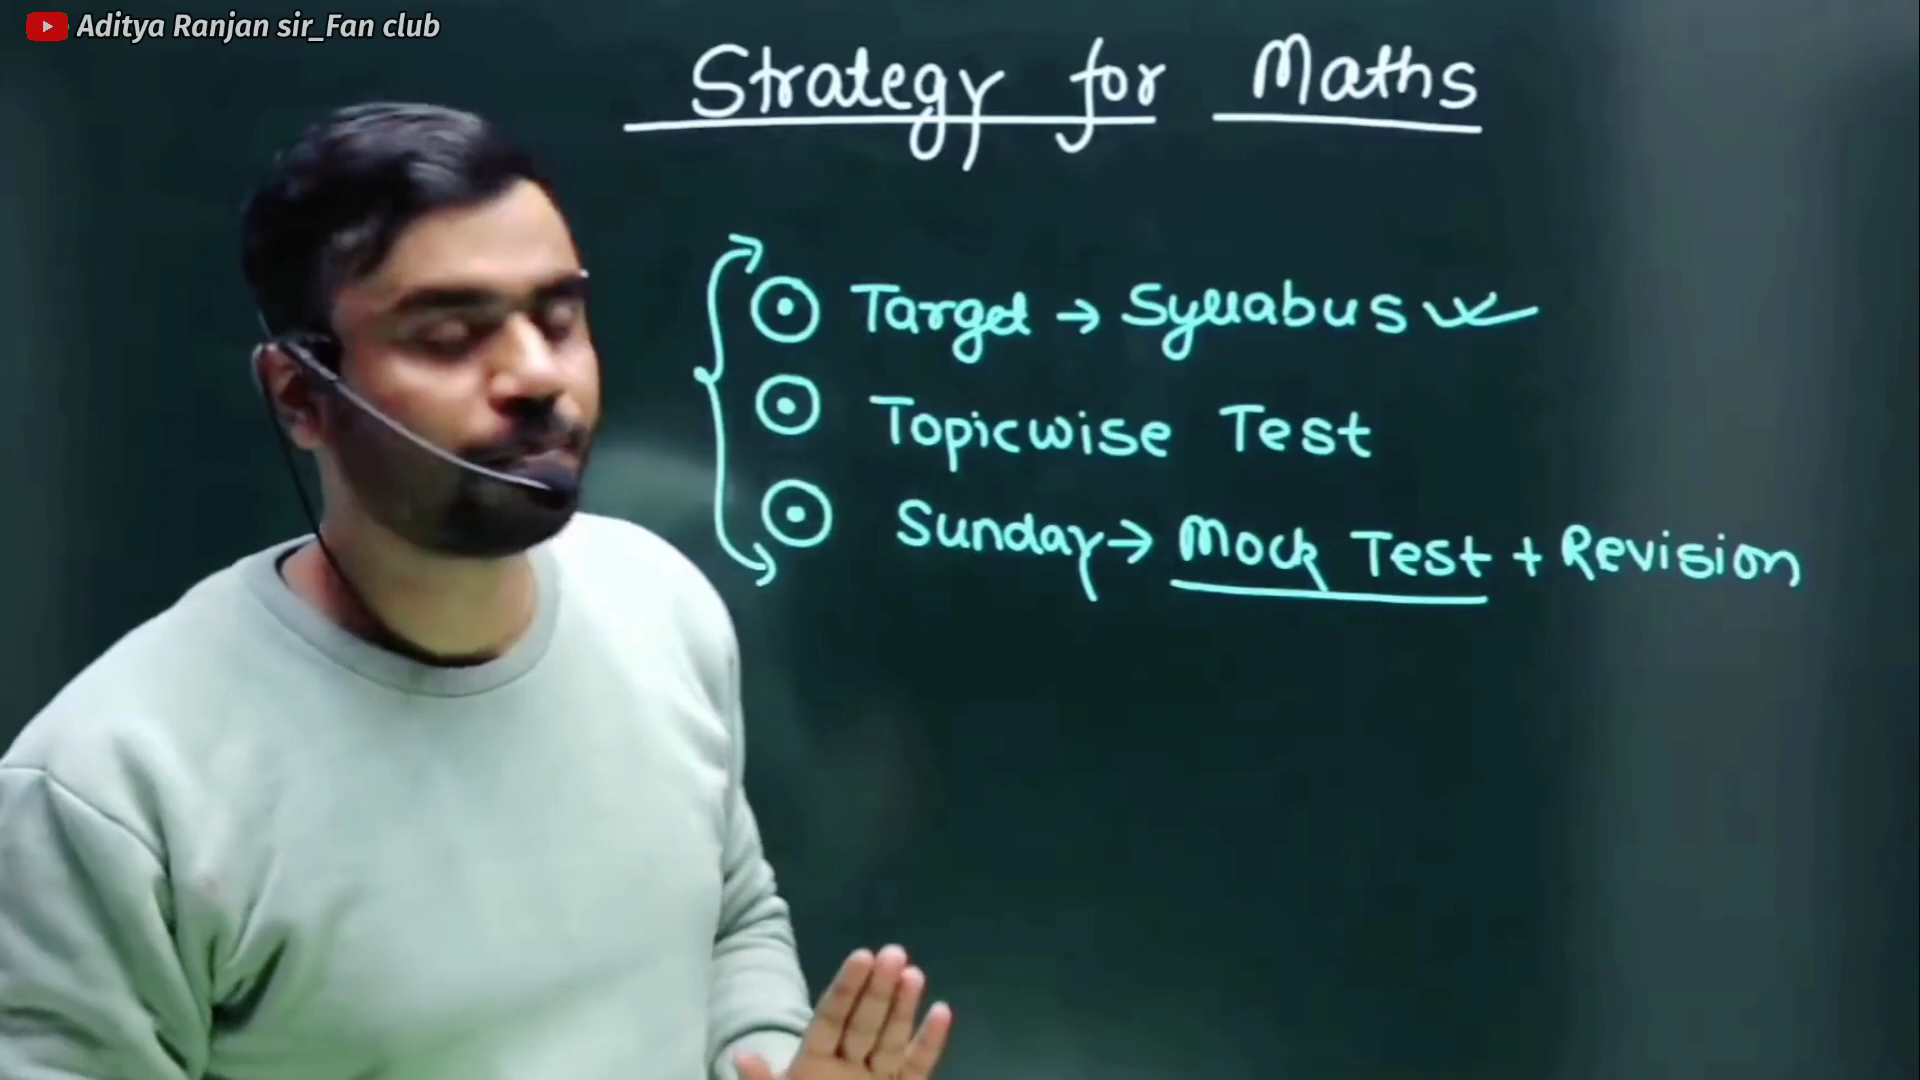 Aditya Ranjan sir_Fan club
Strategy for Maths
Target → Syllabus
Topicwise Test
Sunday → Mock Test + Revision